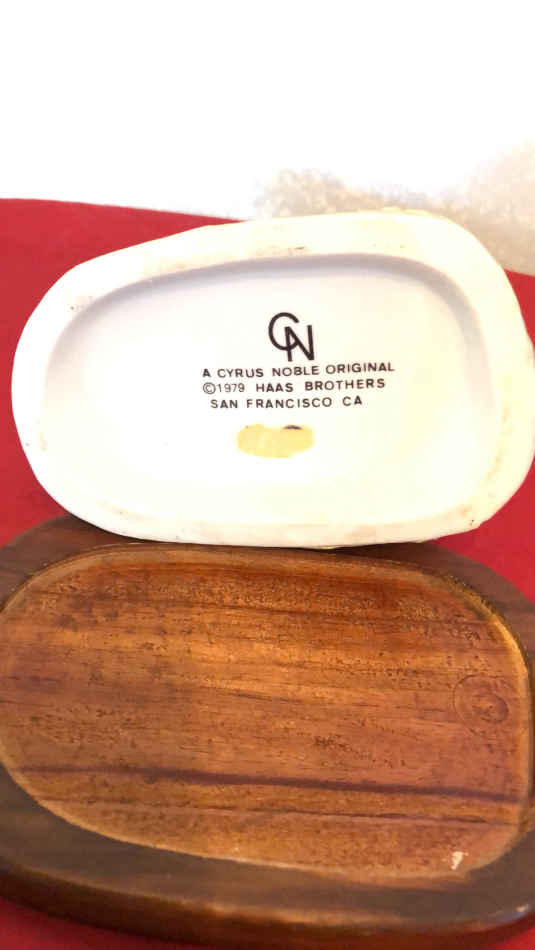 CN
A CYRUS NOBLE ORIGINAL
©1979 HAAS BROTHERS
SAN FRANCISCO CA